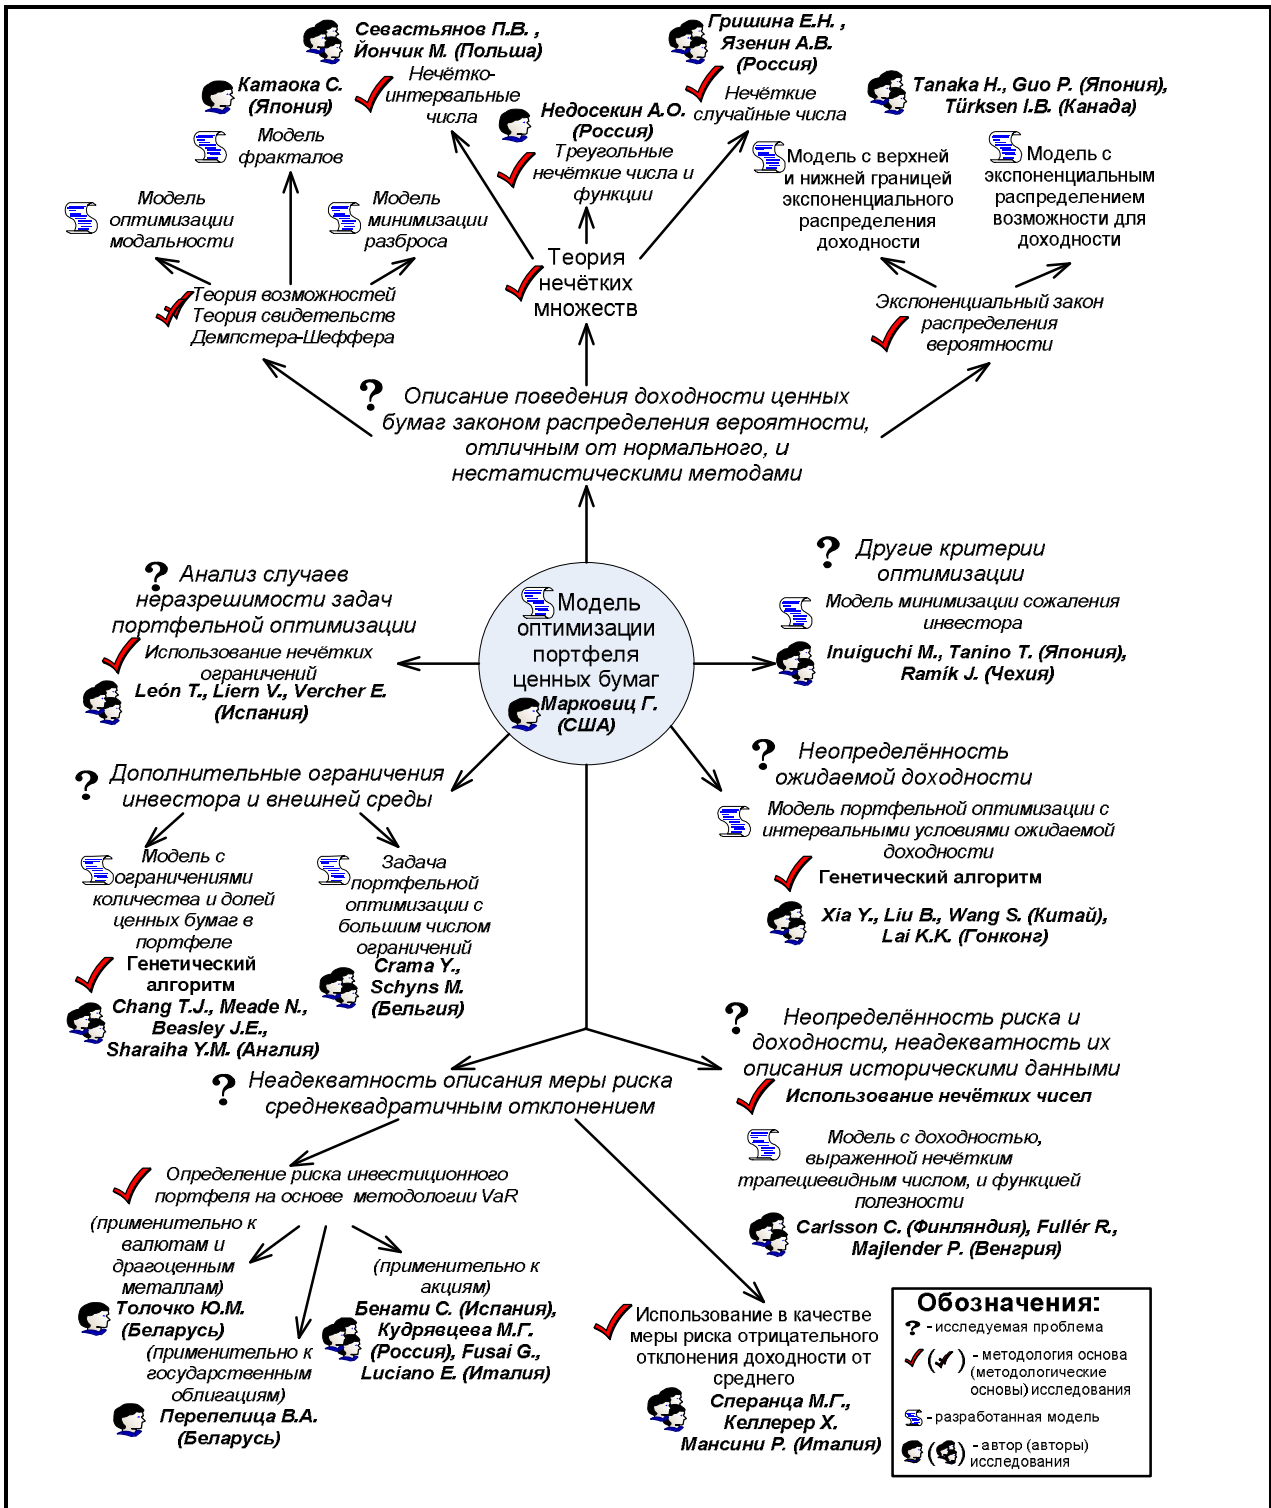 Севастьянов П.В. ,
Йончик М. (Польша)
Нечётко-
интервальные
числа
Гришина Е.Н. ,
Язенин А.В.
(Россия)
Нечёткие
случайные числа
Катаока С.
(Япония)
Модель
фракталов
Недосекин А.О.
(Россия)
Треугольные
нечёткие числа и
функции
Tanaka H., Guo P. (Япония),
Türksen I.B. (Канада)
Модель с верхней
и нижней границей
экспоненциального
распределения
доходности
Модель с
экспоненциальным
распределением
возможности для
доходности
Модель
оптимизации
модальности
Модель
минимизации
разброса
Теория возможностей
Теория свидетельств
Демпстера-Шеффера
Теория
нечётких
множеств
Экспоненциальный закон
распределения
вероятности
? Описание поведения доходности ценных
бумаг законом распределения вероятности,
отличным от нормального, и
нестатистическими методами
? Анализ случаев
неразрешимости задач
портфельной оптимизации
Использование нечётких
ограничений
León T., Liern V., Vercher E.
(Испания)
Модель
оптимизации
портфеля
ценных бумаг
Марковиц Г.
(США)
? Другие критерии
оптимизации
Модель минимизации сожаления
инвестора
Inuiguchi M., Tanino T. (Япония),
Ramík J. (Чехия)
? Дополнительные ограничения
инвестора и внешней среды
Модель с
ограничениями
количества и долей
ценных бумаг в
портфеле
Генетический
алгоритм
Chang T.J., Meade N.,
Beasley J.E.,
Sharaiha Y.M. (Англия)
Задача
портфельной
оптимизации с
большим числом
ограничений
Crama Y.,
Schyns M.
(Бельгия)
? Неопределённость
ожидаемой доходности
Модель портфельной оптимизации с
интервальными условиями ожидаемой
доходности
Генетический алгоритм
Xia Y., Liu B., Wang S. (Китай),
Lai K.K. (Гонконг)
? Неопределённость риска и
доходности, неадекватность их
описания историческими данными
Использование нечётких чисел
Модель с доходностью,
выраженной нечётким
трапециевидным числом, и функцией
полезности
Carlsson C. (Финляндия), Fullér R.,
Majlender P. (Венгрия)
? Неадекватность описания меры риска
среднеквадратичным отклонением
Определение риска инвестиционного
портфеля на основе методологии VaR
(применительно к
валютам и
драгоценным
металлам)
Толочко Ю.М.
(Беларусь)
(применительно к
государственным
облигациям)
Перепелица В.А.
(Беларусь)
(применительно к
акциям)
Бенати С. (Испания),
Кудрявцева М.Г.
(Россия), Fusai G.,
Luciano E. (Италия)
Использование в качестве
меры риска отрицательного
отклонения доходности от
среднего
Сперанца М.Г.,
Келлерер Х.
Мансини Р. (Италия)
Обозначения:
? - исследуемая проблема
( ) - методология основа
(методологические
основы) исследования
- разработанная модель
( ) - автор (авторы)
исследования